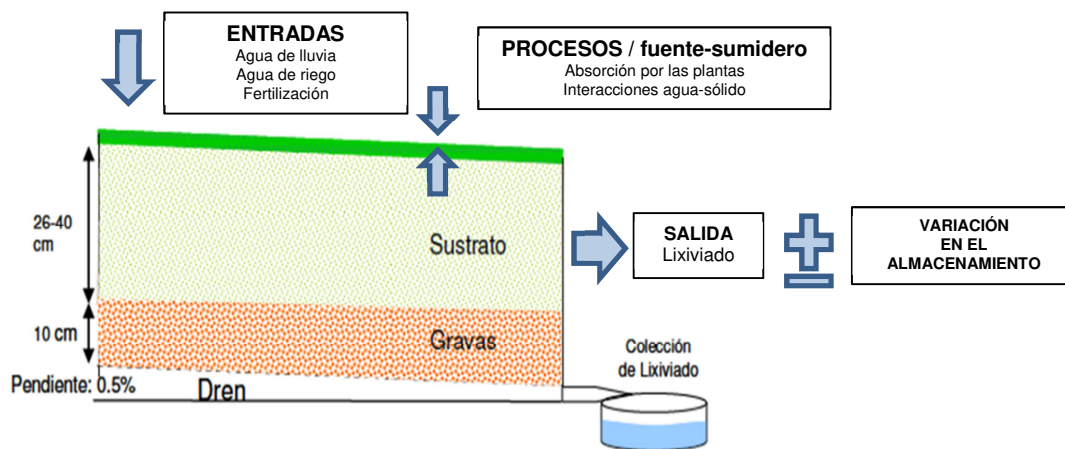 ENTRADAS
Agua de lluvia
Agua de riego
Fertilización
PROCESOS / fuente-sumidero
Absorción por las plantas
Interacciones agua-sólido
26-40
cm
Sustrato
SALIDA
Lixiviado
VARIACIÓN
EN EL
ALMACENAMIENTO
10 cm
Gravas
Colección
de Lixiviado
Pendiente: 0.5%
Dren